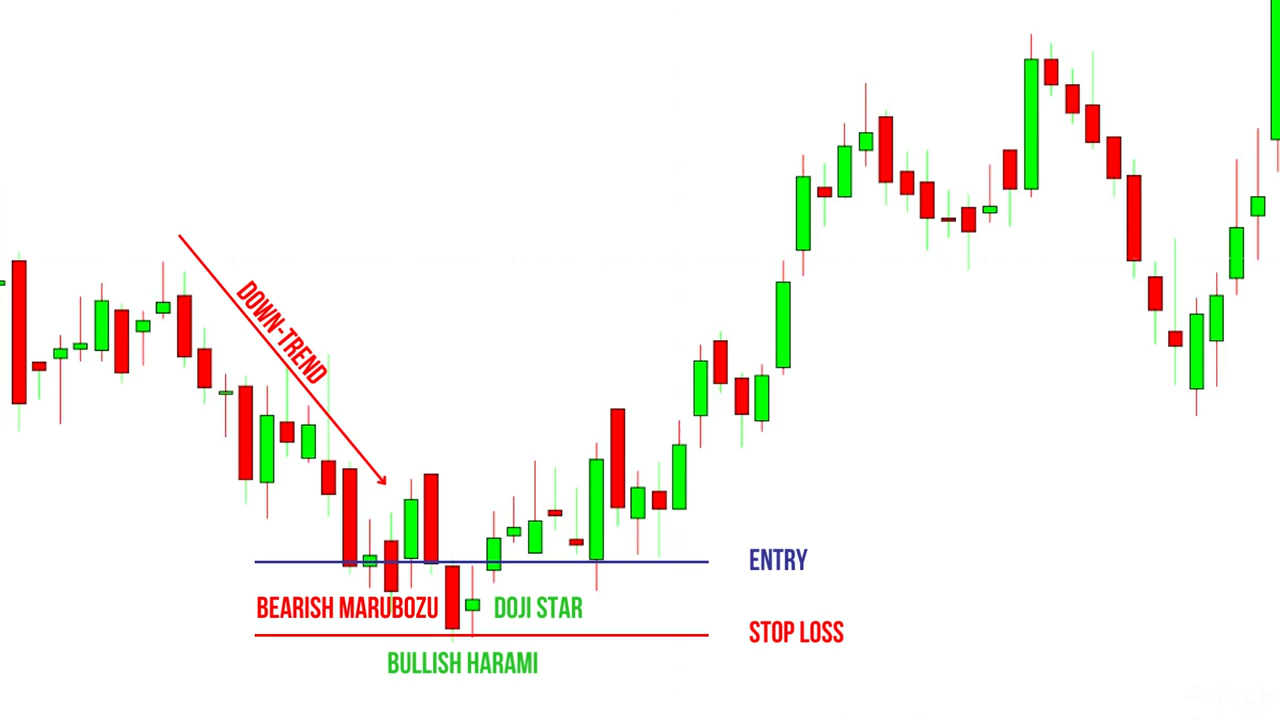 DOWN-TREND
ENTRY
BEARISH MARUBOZU
DOJI STAR
STOP LOSS
BULLISH HARAMI